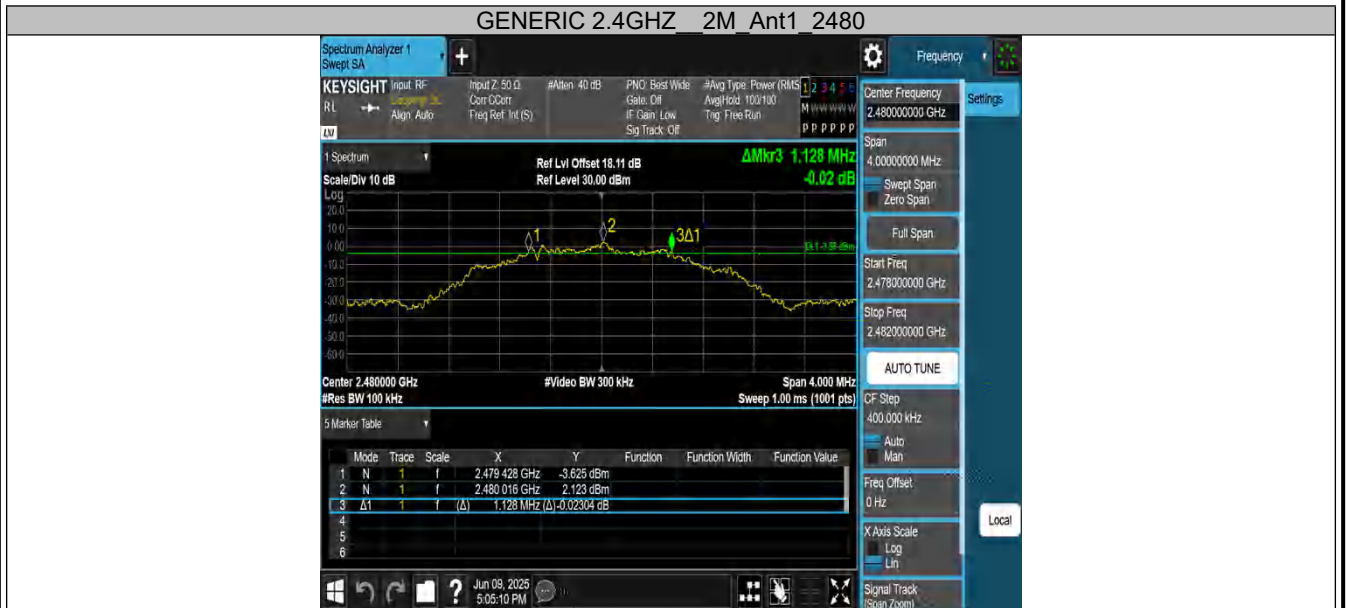 GENERIC 2.4GHZ__2M_Ant1_2480
Spectrum Analyzer 1
Swept SA
+
Frequency
KEYSIGHT Input: RF
RL
Align: Auto
LXI
Input Z: 50 Ω
Corr CCorr
Freq Ref: Int (S)
#Atten: 40 dB
PNO: Best Wide
Gate: Off
IF Gain: Low
Sig Track: Off
#Avg Type: Power (RMS
Avg|Hold: 100/100
Trig: Free Run
1 2 3 4 5 6
M W W W W W
P P P P P P
Center Frequency
2.480000000 GHz
Settings
Span
4.00000000 MHz
Swept Span
Zero Span
Full Span
Start Freq
2.478000000 GHz
Stop Freq
2.482000000 GHz
AUTO TUNE
CF Step
400.000 kHz
Auto
Man
Freq Offset
0 Hz
X Axis Scale
Log
Lin
Signal Track
(Span Zoom)
Local
1 Spectrum
Scale/Div 10 dB
Ref Lvl Offset 18.11 dB
Ref Level 30.00 dBm
ΔMkr3 1.128 MHz
-0.02 dB
Log
20.0
10.0
0.00
-10.0
-20.0
-30.0
-40.0
-50.0
-60.0
1
2
3Δ1
Center 2.480000 GHz
#Res BW 100 kHz
#Video BW 300 kHz
Span 4.000 MHz
Sweep 1.00 ms (1001 pts)
5 Marker Table
Mode Trace Scale X Y Function Function Width Function Value
1 N 1 f 2.479 428 GHz -3.625 dBm
2 N 1 f 2.480 016 GHz 2.123 dBm
3 Δ1 1 f (Δ) 1.128 MHz (Δ) -0.02304 dB
4
5
6
?
Jun 09, 2025
5:05:10 PM